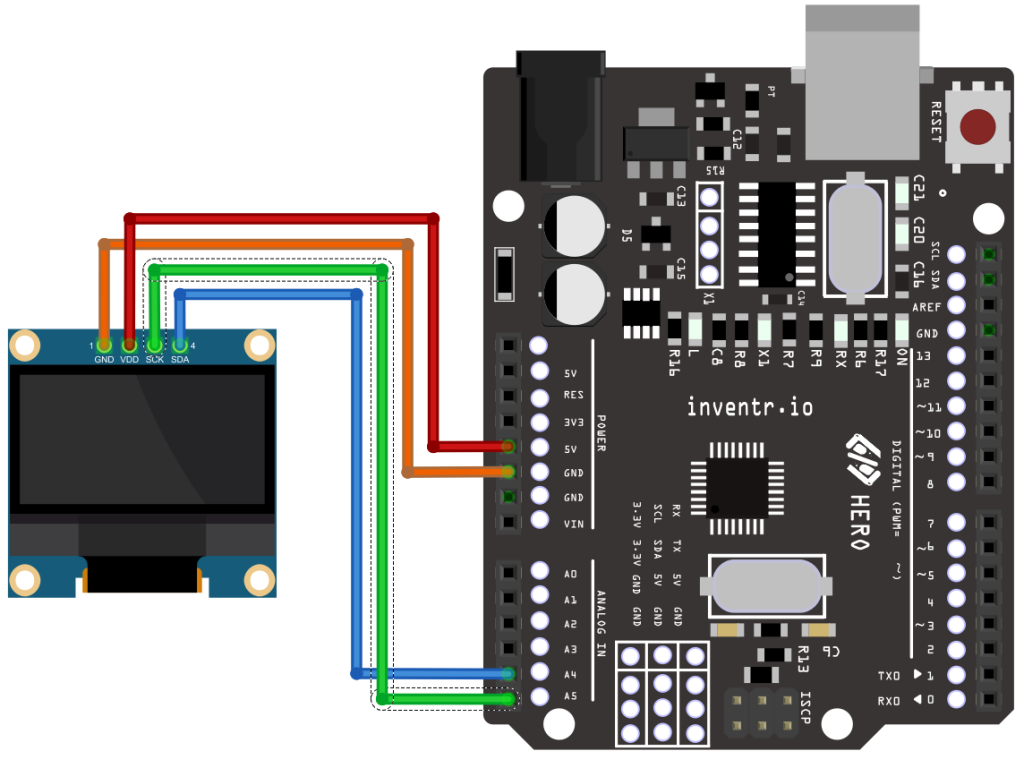 1 GND VDD SCK SDA 4
PT
C12
R15
RESET
C13
D5
C15
X1
C14
C21
C20
C16
SCL
SDA
AREF
GND
R16
L
C8
R8
X1
R7
R9
RX
R6
R17
ON
5V
RES
3V3
5V
GND
GND
VIN
POWER
inventr.io
HERO
13
12
~11
~10
~9
8
7
~6
~5
4
~3
2
TX0 ▶ 1
RX0 ◀ 0
DIGITAL (PWM= ~)
A0
A1
A2
A3
A4
A5
ANALOG IN
3.3V 3.3V GND GND
SCL SDA 5V GND
RX TX 5V GND
R13
CP
ISCP